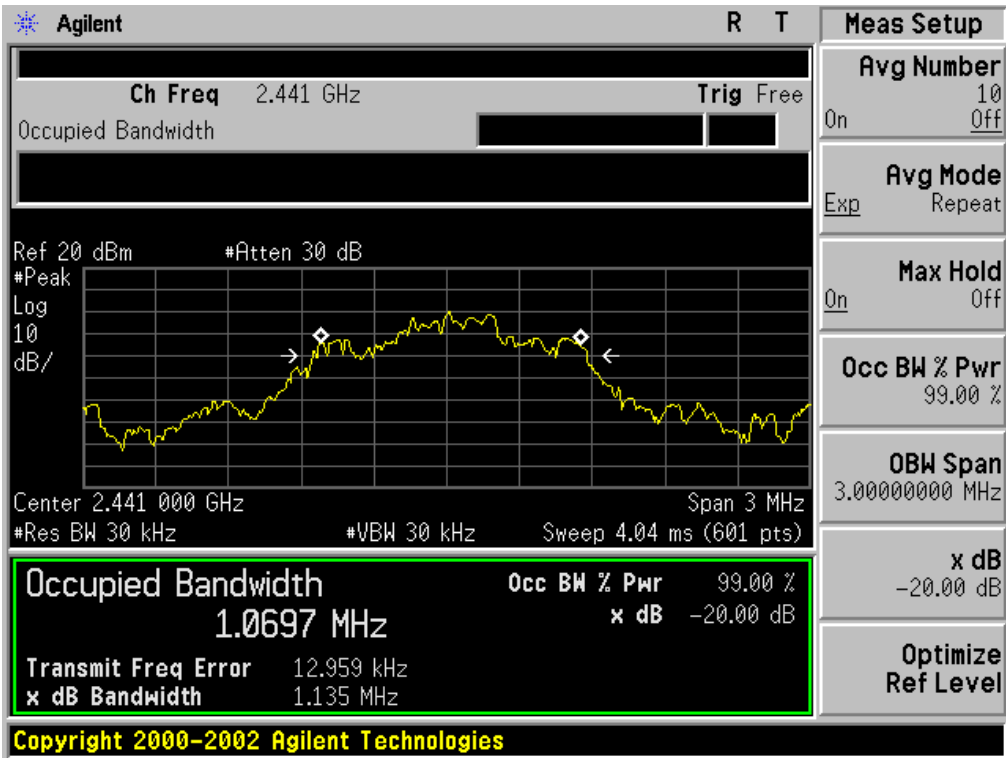 Agilent R T Meas Setup
Ch Freq 2.441 GHz Trig Free
Occupied Bandwidth
Avg Number
10
On Off
Avg Mode
Exp Repeat
Max Hold
On Off
Occ BW % Pwr
99.00 %
OBW Span
3.00000000 MHz
x dB
-20.00 dB
Optimize
Ref Level
Ref 20 dBm #Atten 30 dB
#Peak
Log
10
dB/
Center 2.441 000 GHz Span 3 MHz
#Res BW 30 kHz #VBW 30 kHz Sweep 4.04 ms (601 pts)
Occupied Bandwidth Occ BW % Pwr 99.00 %
1.0697 MHz x dB -20.00 dB
Transmit Freq Error 12.959 kHz
x dB Bandwidth 1.135 MHz
Copyright 2000-2002 Agilent Technologies